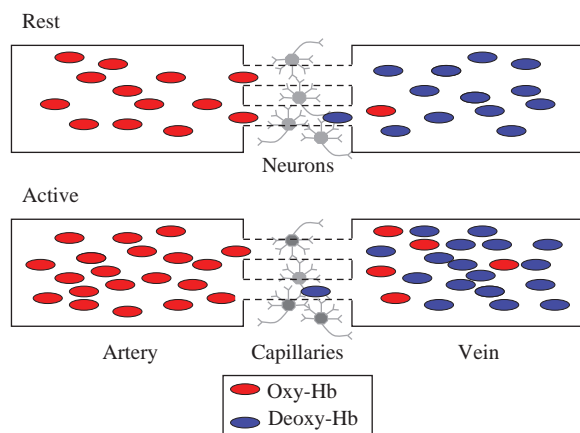 Rest
Neurons
Active
Artery Capillaries Vein
Oxy-Hb
Deoxy-Hb